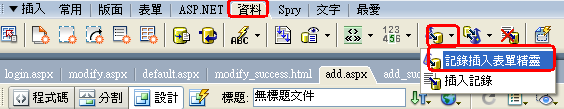 插入 常用 版面 表單 ASP.NET 資料 Spry 文字 最愛
ABC 123 456
記錄插入表單精靈
login.aspx modify.aspx default.aspx modify_success.html add.aspx add_suc
插入記錄
程式碼 分割 設計 標題: 無標題文件